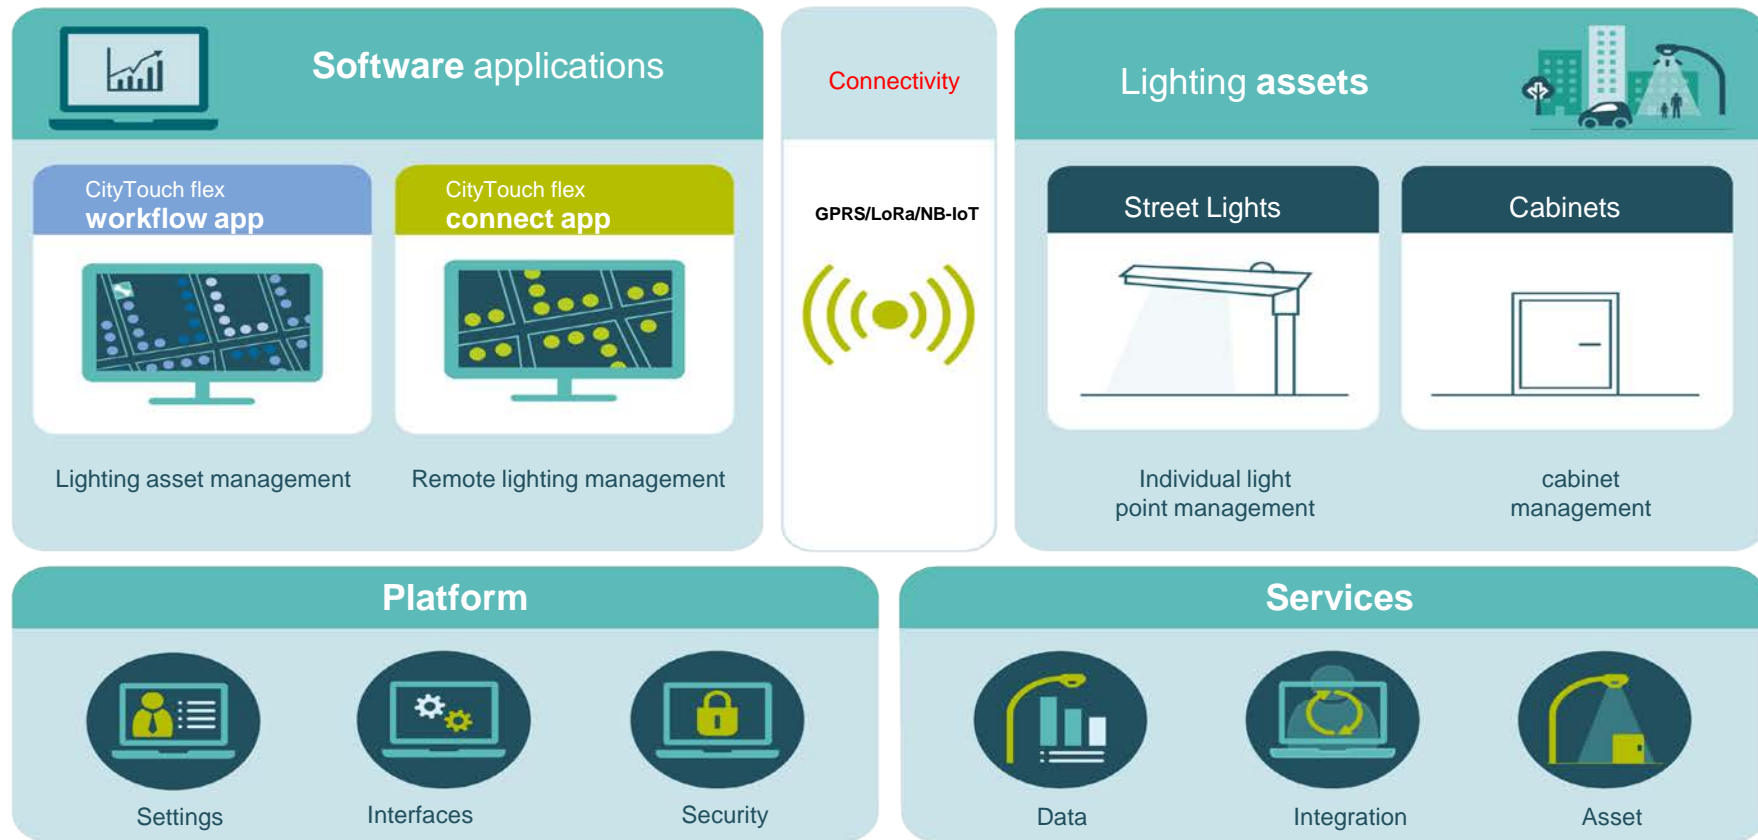 Software applications
CityTouch flex
workflow app
CityTouch flex
connect app
Lighting asset management
Remote lighting management
Connectivity
GPRS/LoRa/NB-IoT
Lighting assets
Street Lights
Cabinets
Individual light
point management
cabinet
management
Platform
Settings
Interfaces
Security
Services
Data
Integration
Asset